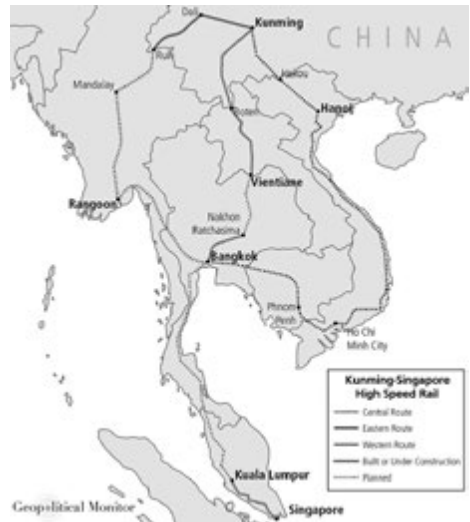 Dali
Kunming
CHINA
Ruili
Hekou
Mandalay
Hanoi
Boten
Vientiane
Rangoon
Nakhon
Ratchasima
Bangkok
Phnom
Penh
Ho Chi
Minh City
Kuala Lumpur
Singapore
Kunming-Singapore
High Speed Rail
Central Route
Eastern Route
Western Route
Built or Under Construction
Planned
Geopolitical Monitor